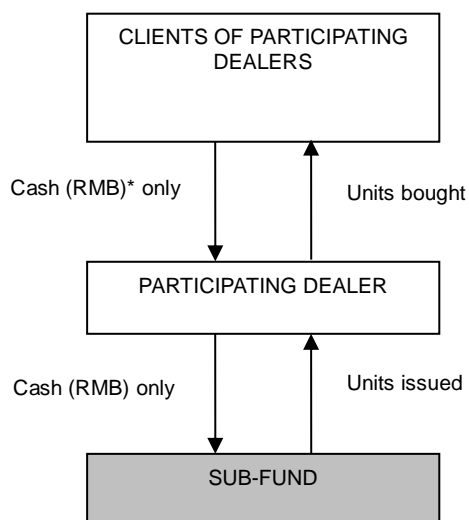 CLIENTS OF PARTICIPATING
DEALERS
Cash (RMB)* only
Units bought
PARTICIPATING DEALER
Cash (RMB) only
Units issued
SUB-FUND